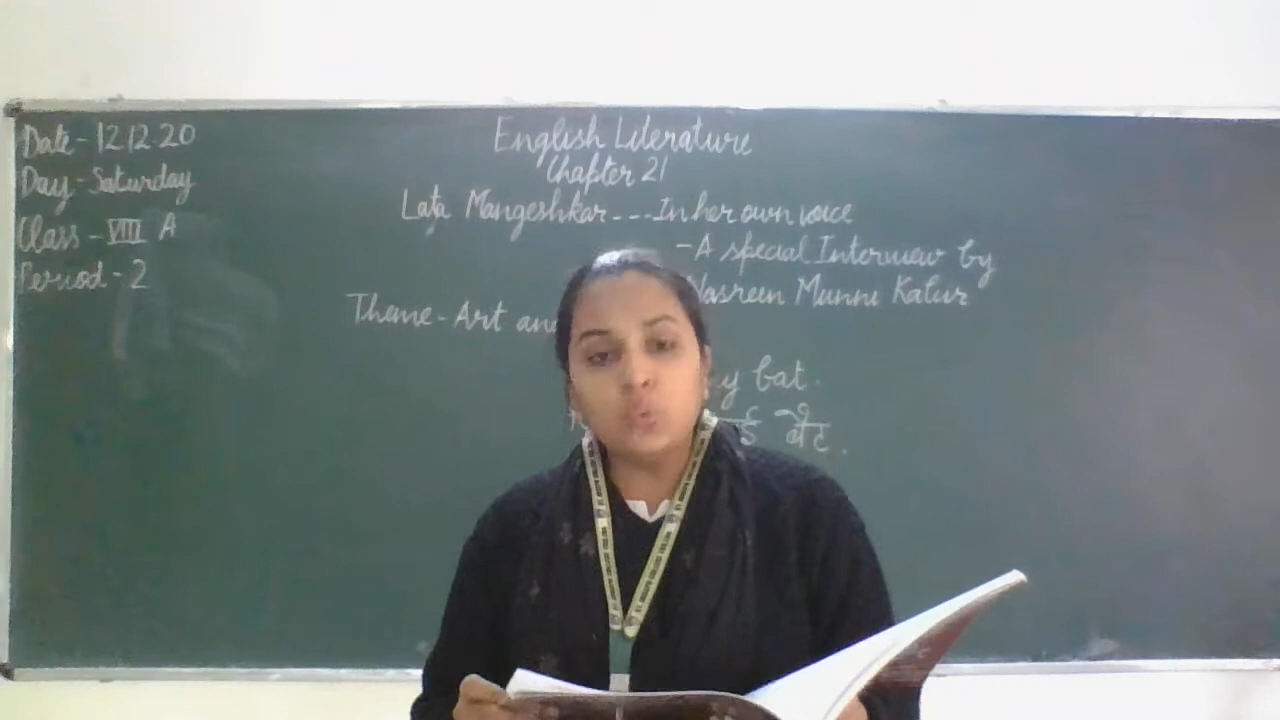 Date - 12.12.20
Day - Saturday
Class - VIII A
Period - 2
English Literature
Chapter 21
Lata Mangeshkar --- In her own voice
- A special Interview by
Nasreen Munni Kabir
Theme - Art and
bat.